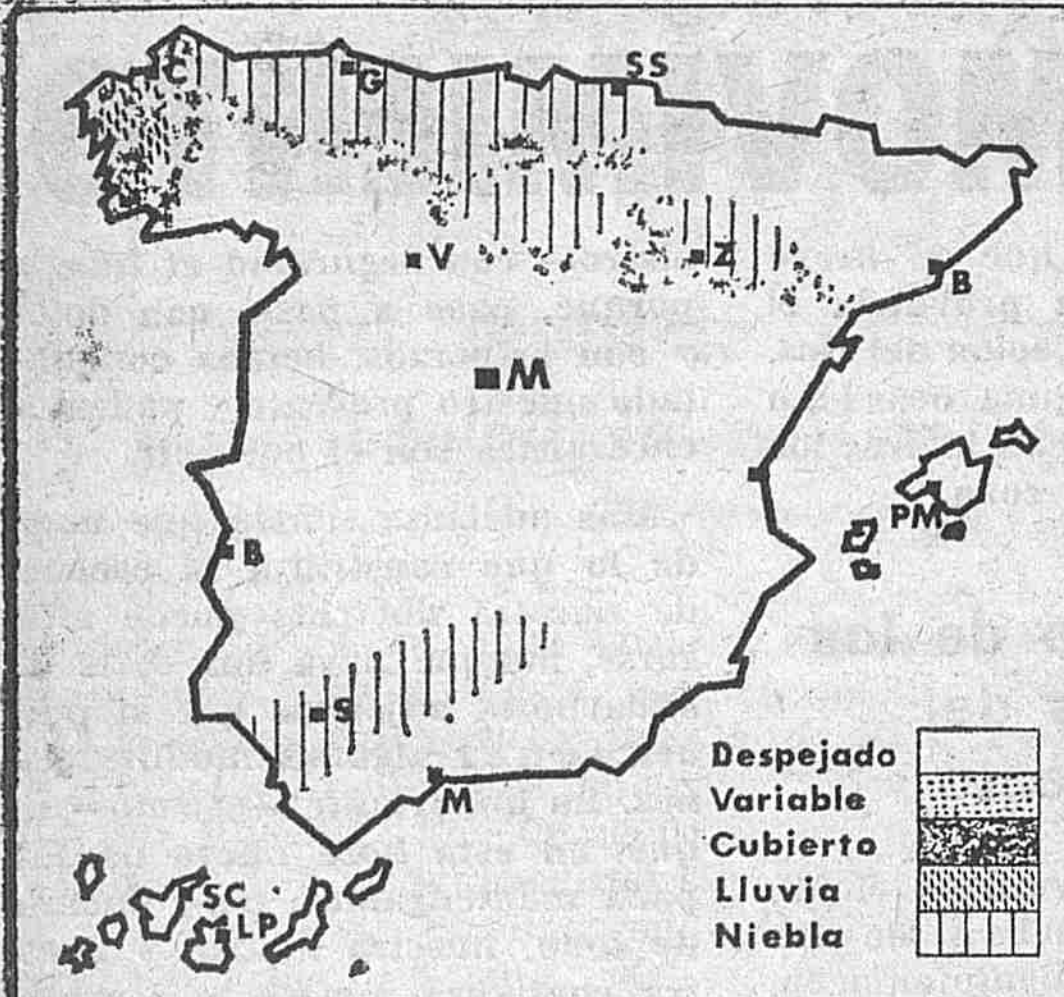 SS
C
G
V
Z
B
M
PM
B
S
M
SC
LP
Despejado
Variable
Cubierto
Lluvia
Niebla